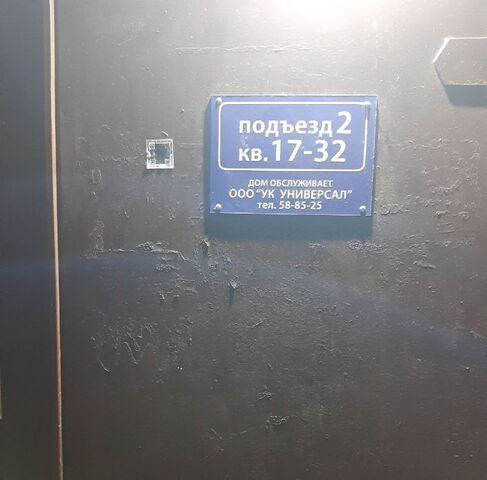 подъезд 2
кв. 17-32
ДОМ ОБСЛУЖИВАЕТ
ООО "УК УНИВЕРСАЛ"
тел. 58-85-25